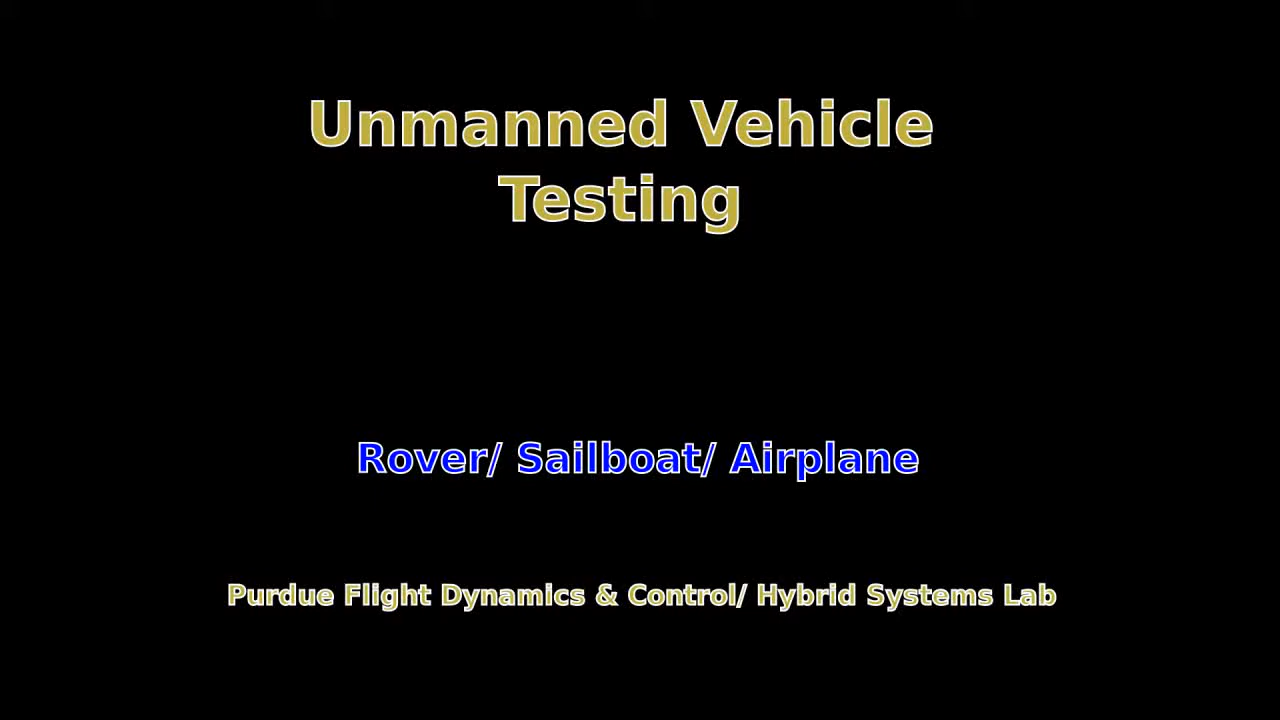 Unmanned Vehicle
Testing
Rover/ Sailboat/ Airplane
Purdue Flight Dynamics & Control/ Hybrid Systems Lab